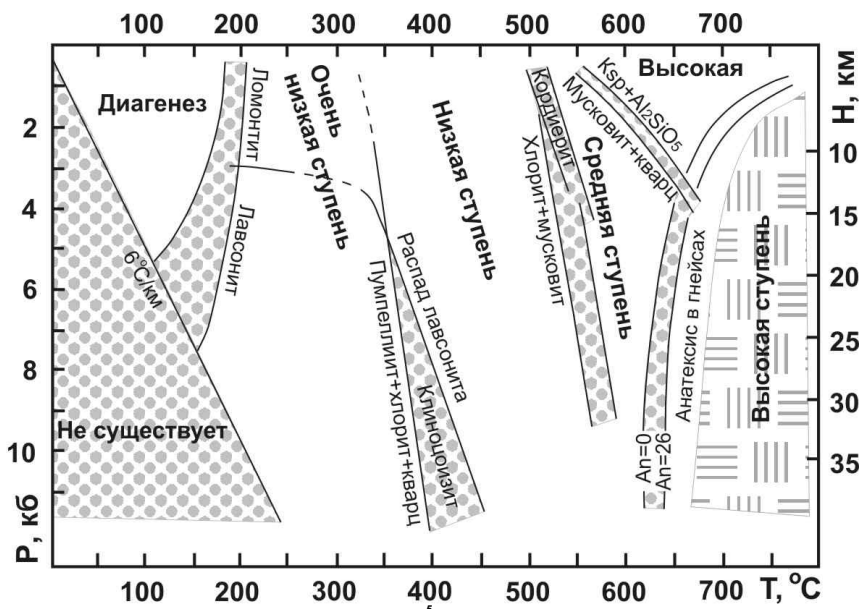 100 200 300 400 500 600 700
Диагенез
Ломонтит
Очень
низкая ступень
Низкая ступень
Кордиерит
Хлорит+мусковит
Средняя ступень
Ksp+Al₂SiO₅
Мусковит+кварц
Высокая
H, км
2
4
6
8
10
P, кб
10
15
20
25
30
35
6°C/км
Лавсонит
Не существует
Пумпеллиит+хлорит+кварц
Распад лавсонита
Клиноцоизит
An=0
An=26
Анатексис в гнейсах
Высокая ступень
100 200 300 400 500 600 700 T, °C
5